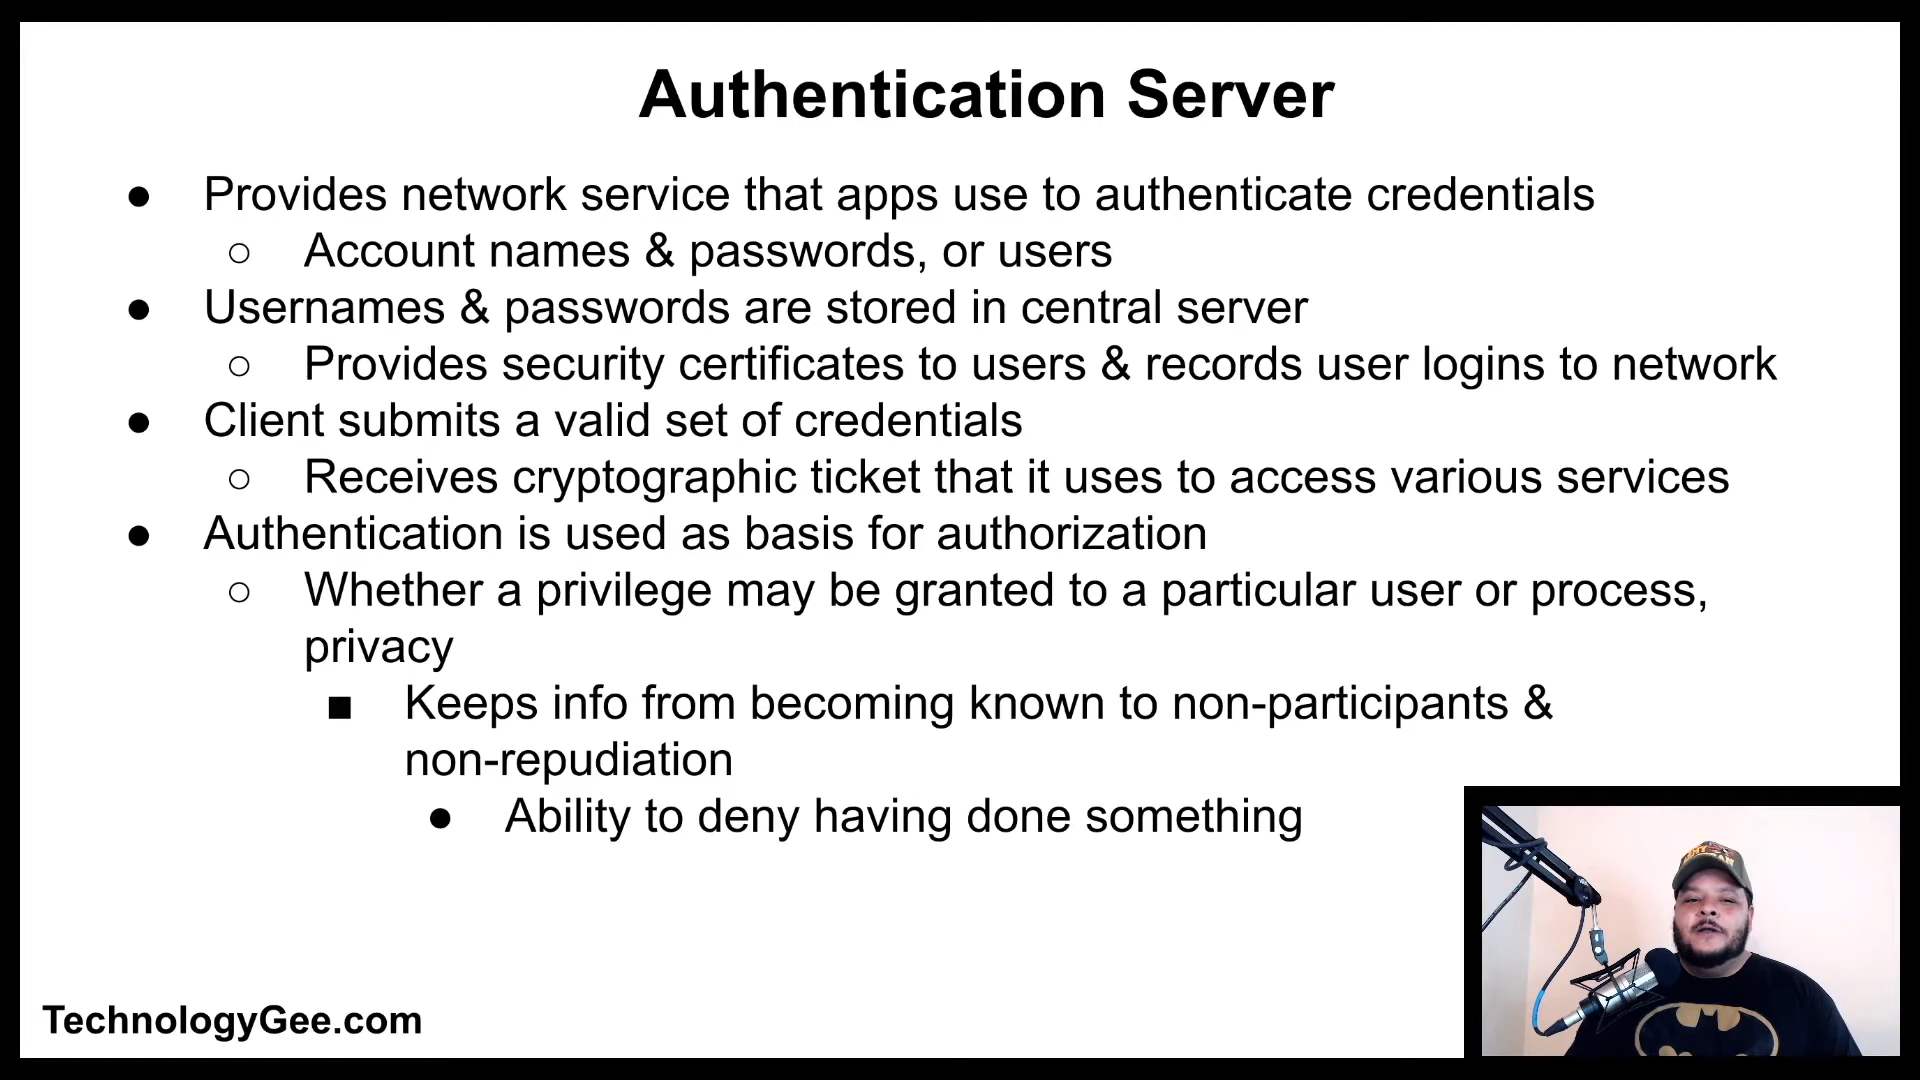 Authentication Server
● Provides network service that apps use to authenticate credentials
○ Account names & passwords, or users
● Usernames & passwords are stored in central server
○ Provides security certificates to users & records user logins to network
● Client submits a valid set of credentials
○ Receives cryptographic ticket that it uses to access various services
● Authentication is used as basis for authorization
○ Whether a privilege may be granted to a particular user or process,
privacy
■ Keeps info from becoming known to non-participants &
non-repudiation
● Ability to deny having done something
TechnologyGee.com